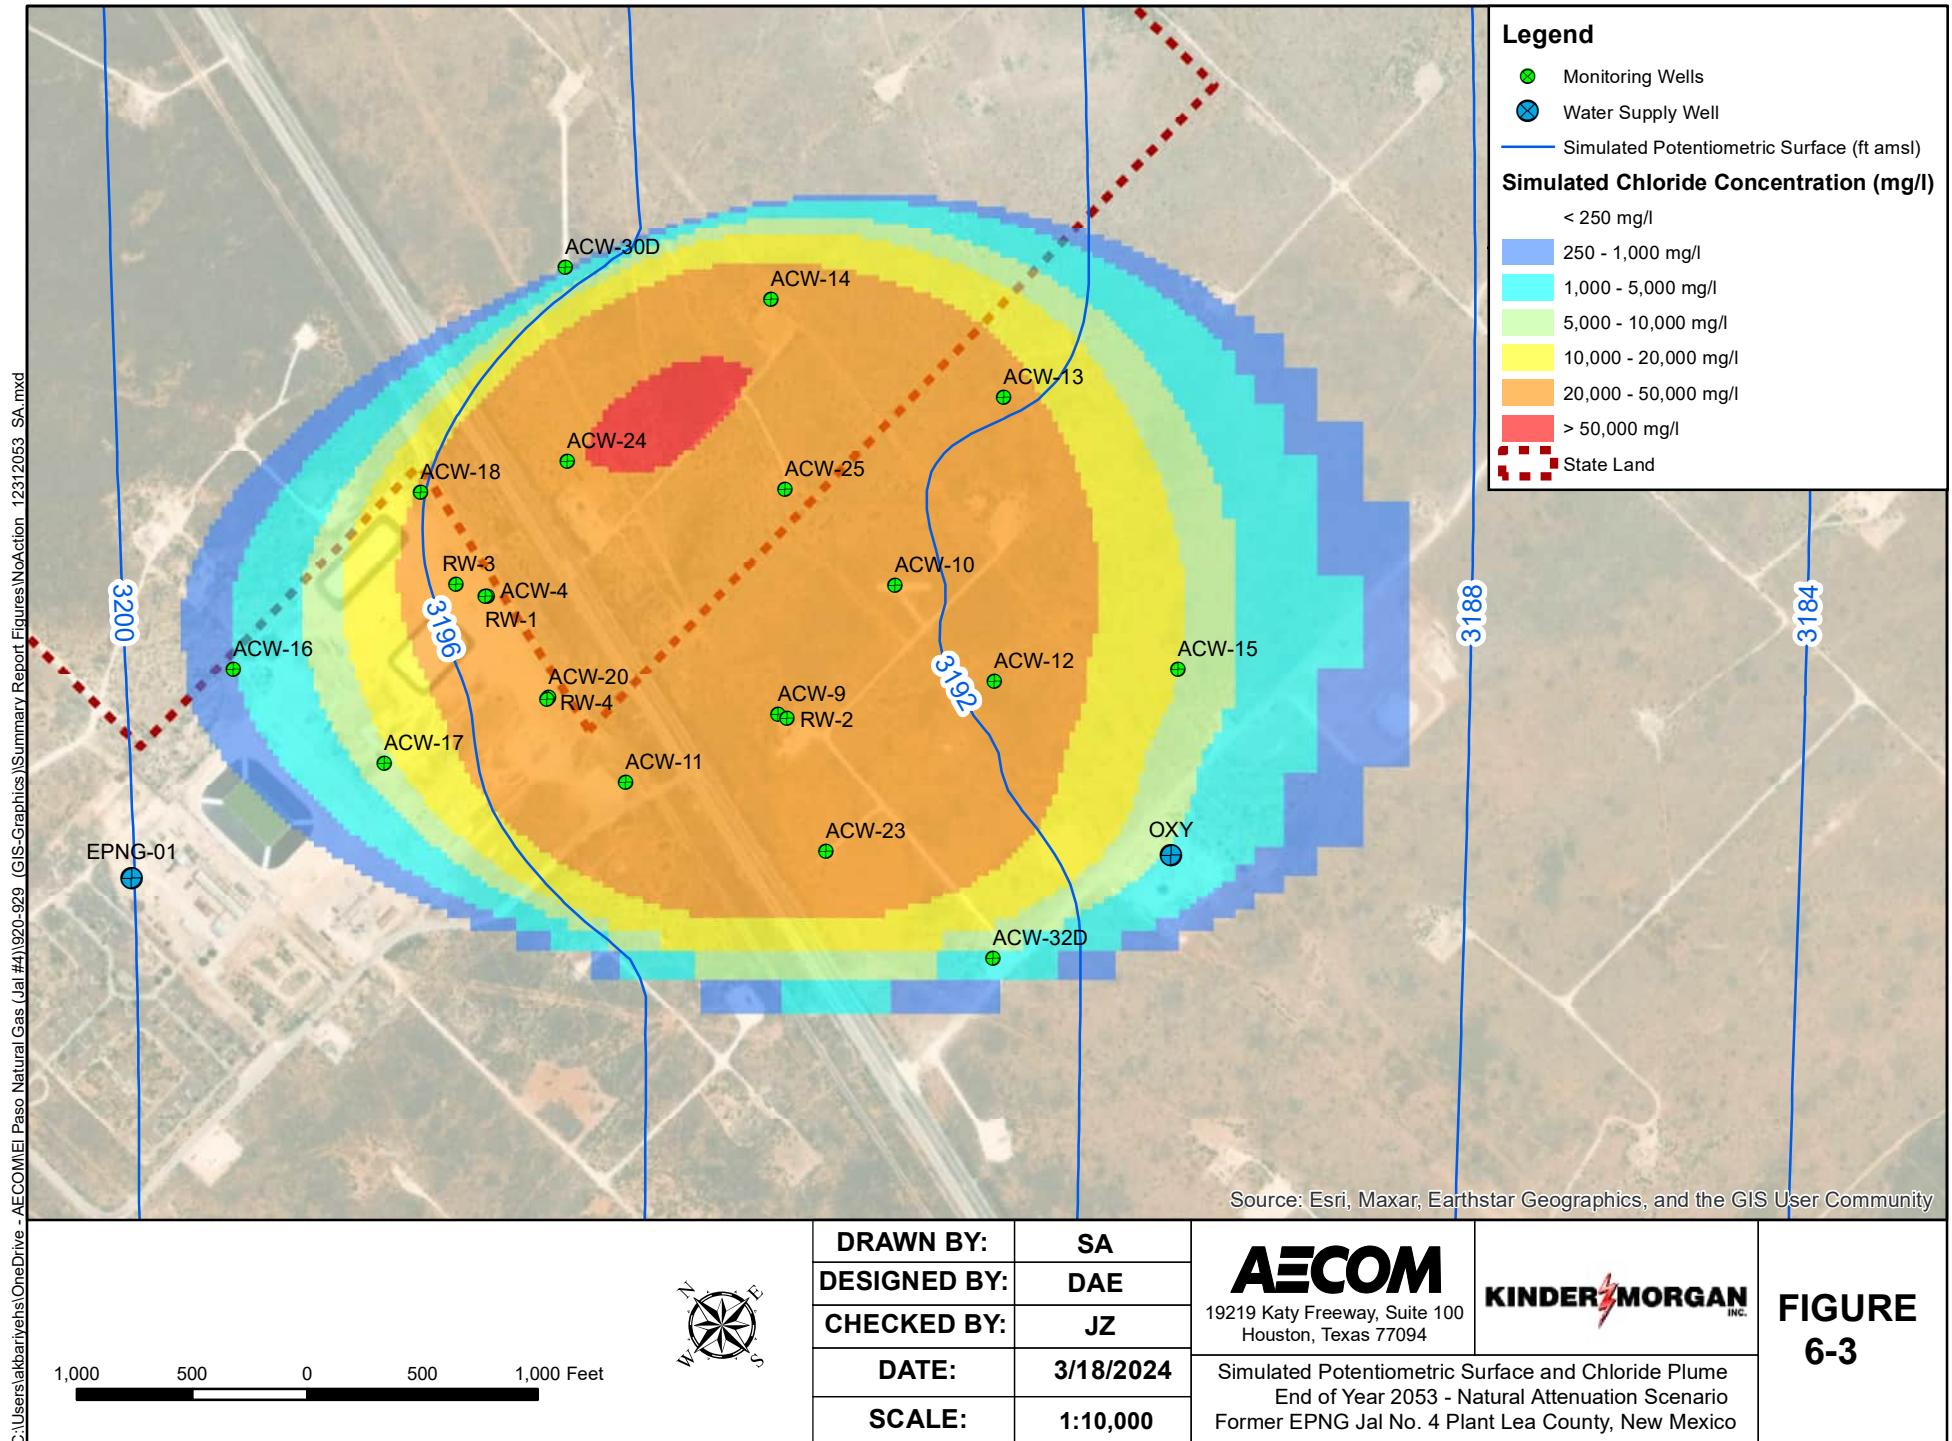 Legend
Monitoring Wells
Water Supply Well
Simulated Potentiometric Surface (ft amsl)
Simulated Chloride Concentration (mg/l)
< 250 mg/l
250 - 1,000 mg/l
1,000 - 5,000 mg/l
5,000 - 10,000 mg/l
10,000 - 20,000 mg/l
20,000 - 50,000 mg/l
> 50,000 mg/l
State Land
ACW-30D
ACW-14
ACW-13
ACW-24
ACW-25
ACW-18
RW-3
ACW-4
RW-1
ACW-10
3200
3196
3192
3188
3184
ACW-16
ACW-12
ACW-15
ACW-20
RW-4
ACW-9
RW-2
ACW-17
ACW-11
ACW-23
OXY
EPNG-01
ACW-32D
Source: Esri, Maxar, Earthstar Geographics, and the GIS User Community
C:\Users\akbariyehs\OneDrive - AECOM\El Paso Natural Gas (Jal #4)\920-929 (GIS-Graphics)\Summary Report Figures\NoAction_12312053_SA.mxd
1,000 500 0 500 1,000 Feet
N E
W S
DRAWN BY: SA
DESIGNED BY: DAE
CHECKED BY: JZ
DATE: 3/18/2024
SCALE: 1:10,000
AECOM
19219 Katy Freeway, Suite 100
Houston, Texas 77094
KINDER MORGAN
INC.
Simulated Potentiometric Surface and Chloride Plume
End of Year 2053 - Natural Attenuation Scenario
Former EPNG Jal No. 4 Plant Lea County, New Mexico
FIGURE
6-3